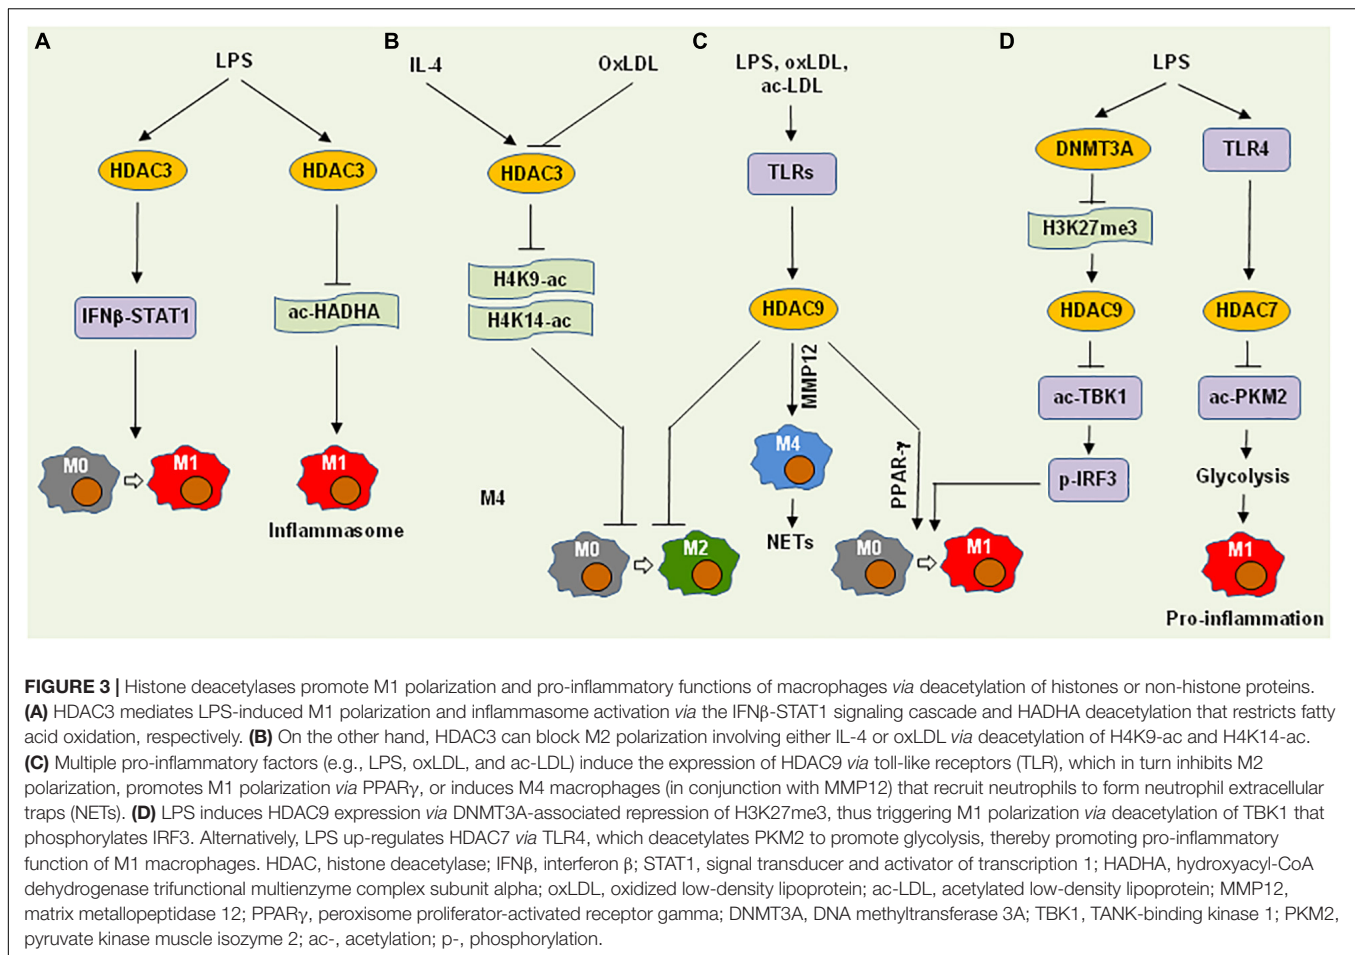 A
B
C
D
LPS
IL-4
OxLDL
LPS, oxLDL,
ac-LDL
LPS
HDAC3
HDAC3
HDAC3
TLRs
DNMT3A
TLR4
H3K27me3
H4K9-ac
H4K14-ac
IFNβ-STAT1
ac-HADHA
HDAC9
HDAC9
HDAC7
MMP12
ac-TBK1
ac-PKM2
M0
M1
M1
Inflammasome
M4
M4
NETs
PPAR-γ
p-IRF3
Glycolysis
M0
M2
M0
M1
M1
Pro-inflammation
FIGURE 3 | Histone deacetylases promote M1 polarization and pro-inflammatory functions of macrophages via deacetylation of histones or non-histone proteins.
(A) HDAC3 mediates LPS-induced M1 polarization and inflammasome activation via the IFNβ-STAT1 signaling cascade and HADHA deacetylation that restricts fatty
acid oxidation, respectively. (B) On the other hand, HDAC3 can block M2 polarization involving either IL-4 or oxLDL via deacetylation of H4K9-ac and H4K14-ac.
(C) Multiple pro-inflammatory factors (e.g., LPS, oxLDL, and ac-LDL) induce the expression of HDAC9 via toll-like receptors (TLR), which in turn inhibits M2
polarization, promotes M1 polarization via PPARγ, or induces M4 macrophages (in conjunction with MMP12) that recruit neutrophils to form neutrophil extracellular
traps (NETs). (D) LPS induces HDAC9 expression via DNMT3A-associated repression of H3K27me3, thus triggering M1 polarization via deacetylation of TBK1 that
phosphorylates IRF3. Alternatively, LPS up-regulates HDAC7 via TLR4, which deacetylates PKM2 to promote glycolysis, thereby promoting pro-inflammatory
function of M1 macrophages. HDAC, histone deacetylase; IFNβ, interferon β; STAT1, signal transducer and activator of transcription 1; HADHA, hydroxyacyl-CoA
dehydrogenase trifunctional multienzyme complex subunit alpha; oxLDL, oxidized low-density lipoprotein; ac-LDL, acetylated low-density lipoprotein; MMP12,
matrix metallopeptidase 12; PPARγ, peroxisome proliferator-activated receptor gamma; DNMT3A, DNA methyltransferase 3A; TBK1, TANK-binding kinase 1; PKM2,
pyruvate kinase muscle isozyme 2; ac-, acetylation; p-, phosphorylation.